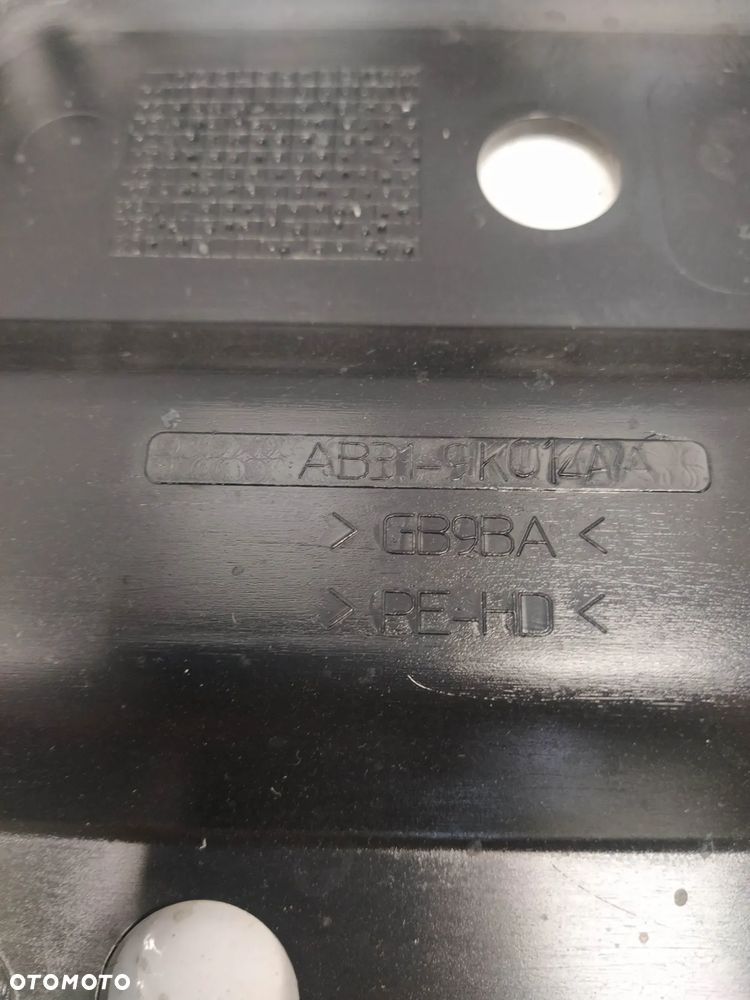 AB31-9K014AA
> GB9BA <
> PE-HD <
OTOMOTO